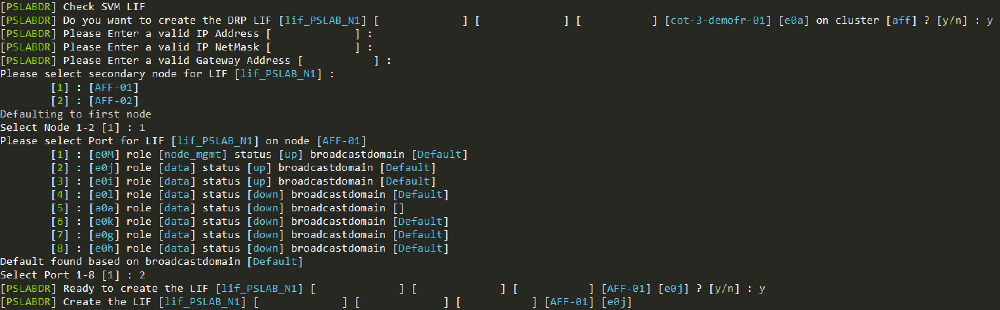 [PSLABDR] Check SVM LIF
[PSLABDR] Do you want to create the DRP LIF [lif_PSLAB_N1] [             ] [             ] [           ] [cot-3-demofr-01] [e0a] on cluster [aff] ? [y/n] : y
[PSLABDR] Please Enter a valid IP Address [             ] :
[PSLABDR] Please Enter a valid IP NetMask [             ] :
[PSLABDR] Please Enter a valid Gateway Address [           ] :
Please select secondary node for LIF [lif_PSLAB_N1] :
        [1] : [AFF-01]
        [2] : [AFF-02]
Defaulting to first node
Select Node 1-2 [1] : 1
Please select Port for LIF [lif_PSLAB_N1] on node [AFF-01]
        [1] : [e0M] role [node_mgmt] status [up] broadcastdomain [Default]
        [2] : [e0j] role [data] status [up] broadcastdomain [Default]
        [3] : [e0i] role [data] status [up] broadcastdomain [Default]
        [4] : [e0l] role [data] status [down] broadcastdomain [Default]
        [5] : [a0a] role [data] status [down] broadcastdomain []
        [6] : [e0k] role [data] status [down] broadcastdomain [Default]
        [7] : [e0g] role [data] status [down] broadcastdomain [Default]
        [8] : [e0h] role [data] status [down] broadcastdomain [Default]
Default found based on broadcastdomain [Default]
Select Port 1-8 [1] : 2
[PSLABDR] Ready to create the LIF [lif_PSLAB_N1] [             ] [             ] [           ] [AFF-01] [e0j] ? [y/n] : y
[PSLABDR] Create the LIF [lif_PSLAB_N1] [             ] [             ] [           ] [AFF-01] [e0j]